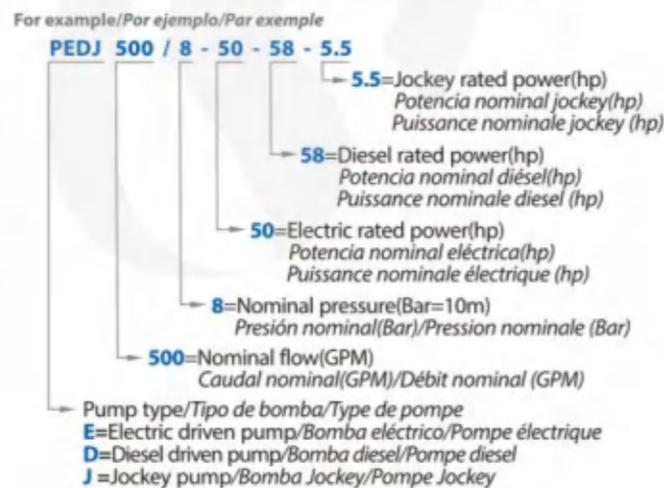 For example/Por ejemplo/Par exemple
PEDJ 500 / 8 - 50 - 58 - 5.5
5.5=Jockey rated power(hp)
Potencia nominal jockey(hp)
Puissance nominale jockey (hp)
58=Diesel rated power(hp)
Potencia nominal diésel(hp)
Puissance nominale diesel (hp)
50=Electric rated power(hp)
Potencia nominal eléctrica(hp)
Puissance nominale électrique (hp)
8=Nominal pressure(Bar=10m)
Presión nominal(Bar)/Pression nominale (Bar)
500=Nominal flow(GPM)
Caudal nominal(GPM)/Débit nominal (GPM)
Pump type/Tipo de bomba/Type de pompe
E=Electric driven pump/Bomba eléctrico/Pompe électrique
D=Diesel driven pump/Bomba diesel/Pompe diesel
J =Jockey pump/Bomba Jockey/Pompe Jockey